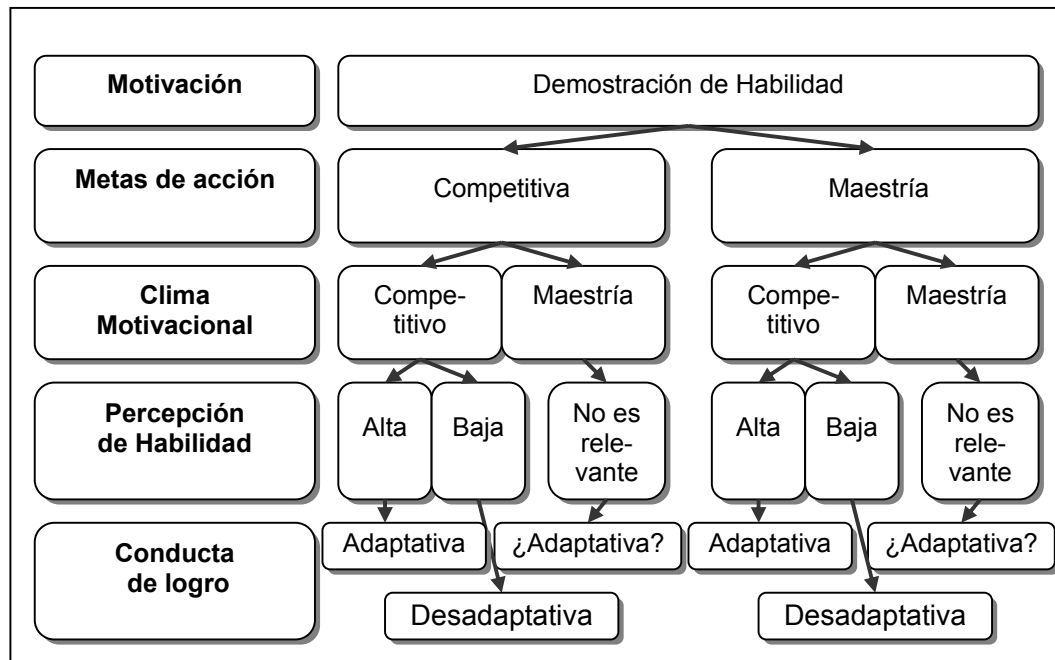 Motivación
Demostración de Habilidad
Metas de acción
Competitiva
Maestría
Clima
Motivacional
Compe-
titivo
Maestría
Compe-
titivo
Maestría
Percepción
de Habilidad
Alta
Baja
No es
rele-
vante
Alta
Baja
No es
rele-
vante
Conducta
de logro
Adaptativa
¿Adaptativa?
Adaptativa
¿Adaptativa?
Desadaptativa
Desadaptativa